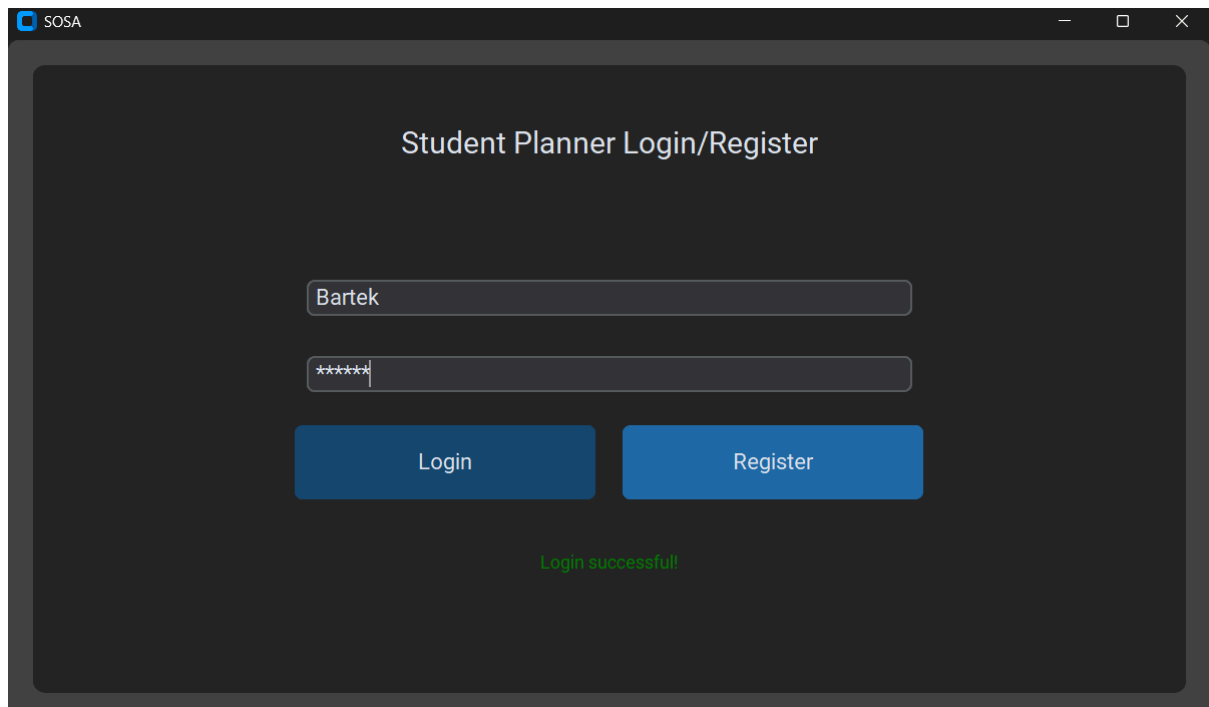 SOSA
Student Planner Login/Register
Bartek
******
Login
Register
Login successful!